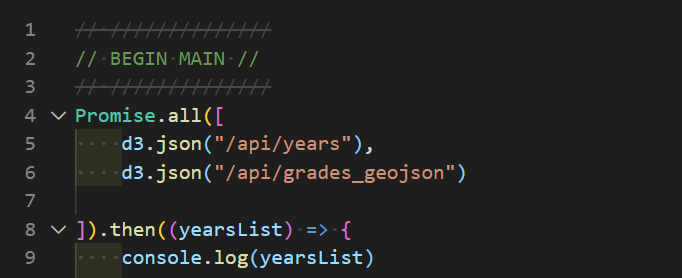 1 // ///////////////
2 // BEGIN MAIN //
3 // ///////////////
4 Promise.all([
5 d3.json("/api/years"),
6 d3.json("/api/grades_geojson")
7
8 ]).then((yearsList) => {
9 console.log(yearsList)